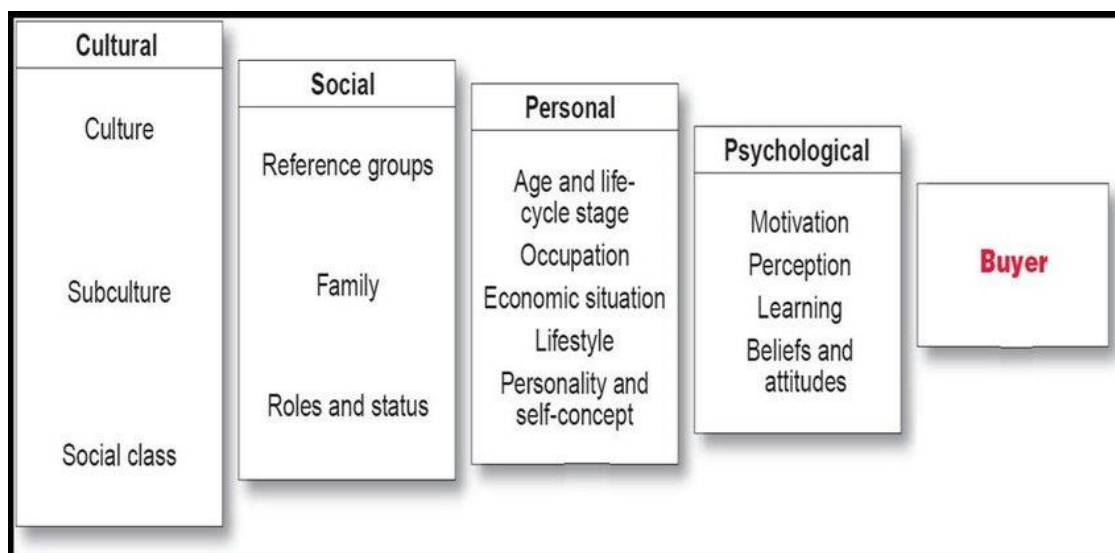 Cultural
Culture
Subculture
Social class
Social
Reference groups
Family
Roles and status
Personal
Age and life-
cycle stage
Occupation
Economic situation
Lifestyle
Personality and
self-concept
Psychological
Motivation
Perception
Learning
Beliefs and
attitudes
Buyer